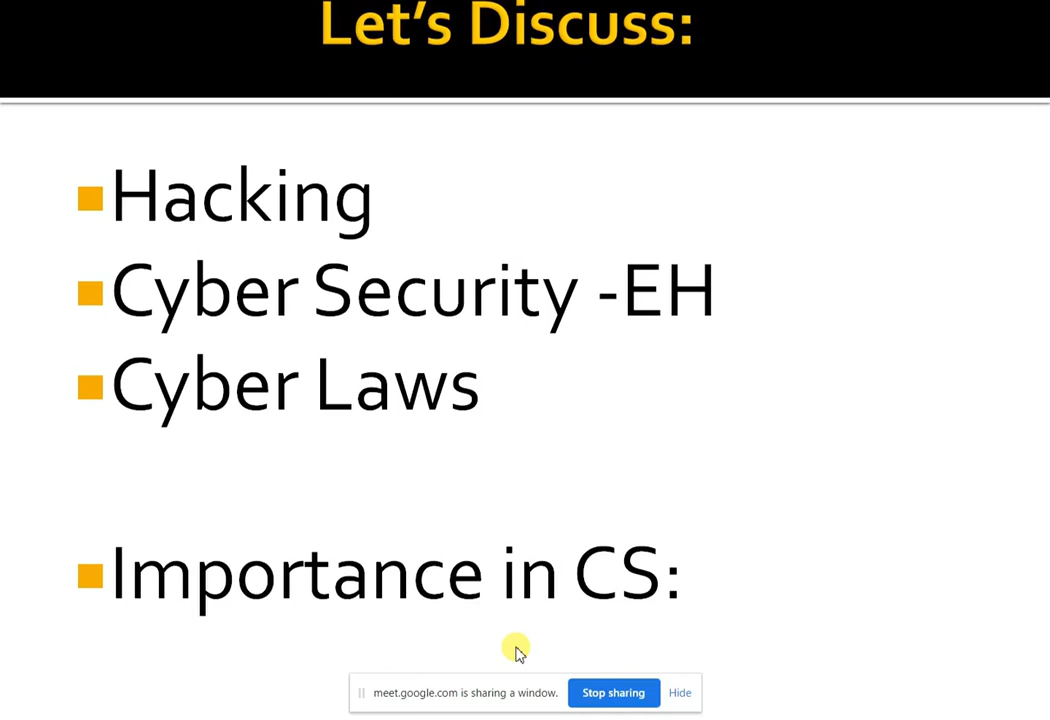 Let's Discuss:
Hacking
Cyber Security -EH
Cyber Laws
Importance in CS:
meet.google.com is sharing a window. Stop sharing Hide